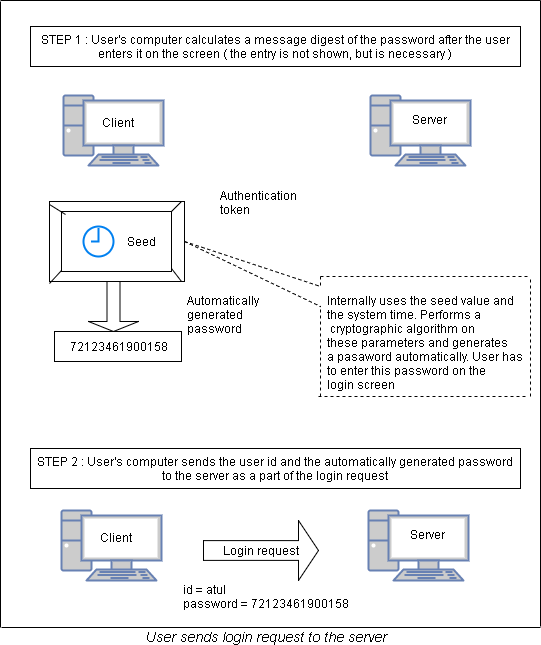 STEP 1 : User's computer calculates a message digest of the password after the user
enters it on the screen ( the entry is not shown, but is necessary )
Client
Server
Authentication
token
Seed
Automatically
generated
password
72123461900158
Internally uses the seed value and
the system time. Performs a
cryptographic algorithm on
these parameters and generates
a pasaword automatically. User has
to enter this password on the
login screen
STEP 2 : User's computer sends the user id and the automatically generated password
to the server as a part of the login request
Client
Server
Login request
id = atul
password = 72123461900158
User sends login request to the server